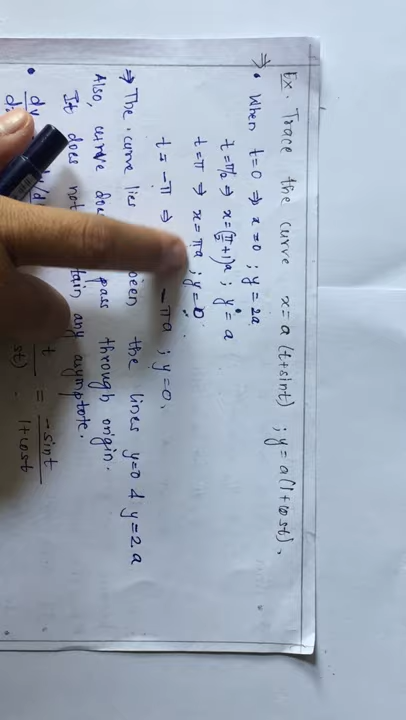 Ex. Trace the curve x=a(t+sint) ; y=a(1+cost).
⇒ • When t=0 ⇒ x=0 ; y=2a
t=π/2 ⇒ x=(π/2+1)a ; y=a
t=π ⇒ x=πa ; y=0.
t=-π ⇒ -πa ; y=0.
⇒ The curve lies the lines y=0 & y=2a
Also, curve pass through origin.
It does not any asymptote.
• = -sint / 1+cost